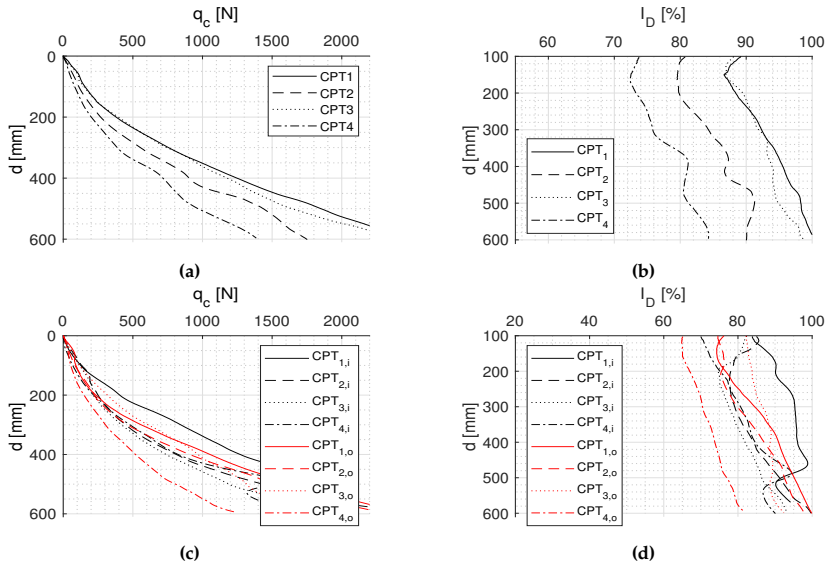 q_c [N]
0 500 1000 1500 2000
0
200
400
600
d [mm]
CPT1
CPT2
CPT3
CPT4
(a)
I_D [%]
60 70 80 90 100
100
200
300
400
500
600
d [mm]
CPT_1
CPT_2
CPT_3
CPT_4
(b)
q_c [N]
0 500 1000 1500 2000
0
200
400
600
d [mm]
CPT_1,i
CPT_2,i
CPT_3,i
CPT_4,i
CPT_1,o
CPT_2,o
CPT_3,o
CPT_4,o
(c)
I_D [%]
20 40 60 80 100
100
200
300
400
500
600
d [mm]
CPT_1,i
CPT_2,i
CPT_3,i
CPT_4,i
CPT_1,o
CPT_2,o
CPT_3,o
CPT_4,o
(d)